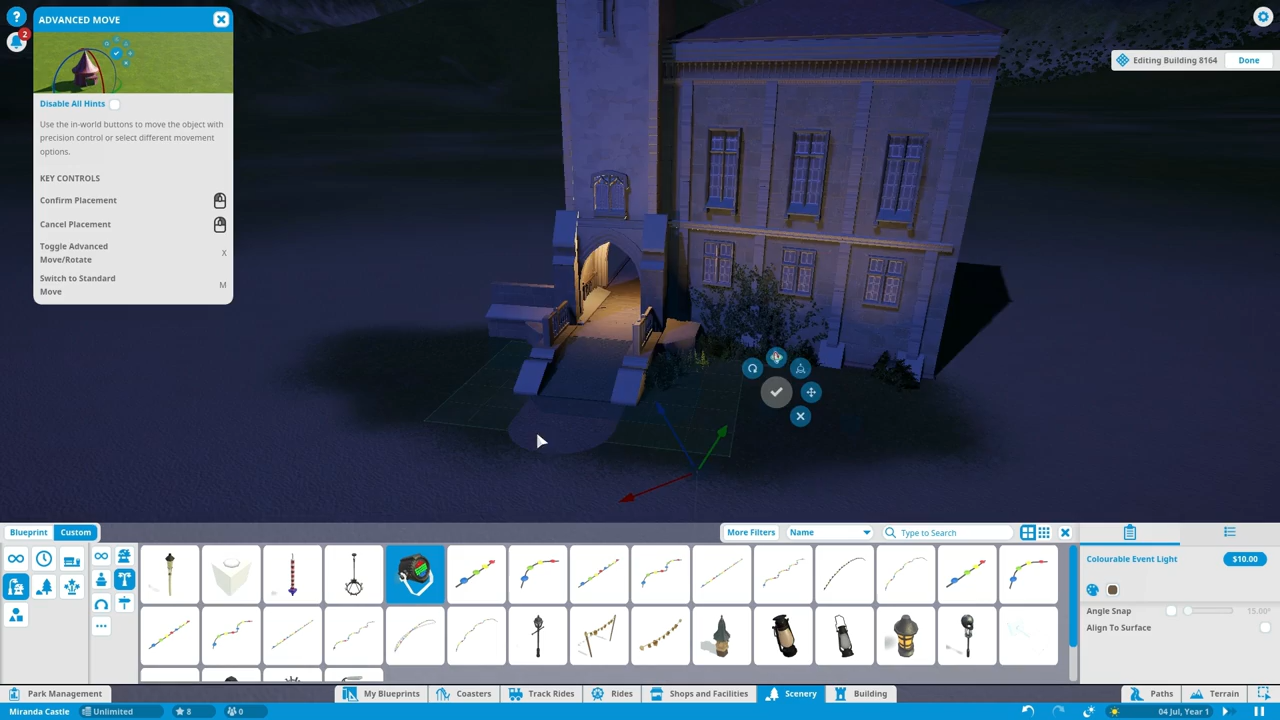 ADVANCED MOVE
2
Disable All Hints
Use the in-world buttons to move the object with
precision control or select different movement
options.
KEY CONTROLS
Confirm Placement
Cancel Placement
Toggle Advanced
Move/Rotate
X
Switch to Standard
Move
M
Editing Building 8164
Done
Blueprint
Custom
More Filters
Name
Type to Search
Colourable Event Light
$10.00
Angle Snap
15.00°
Align To Surface
Park Management
My Blueprints
Coasters
Track Rides
Rides
Shops and Facilities
Scenery
Building
Paths
Terrain
Miranda Castle
Unlimited
8
0
04 Jul, Year 1